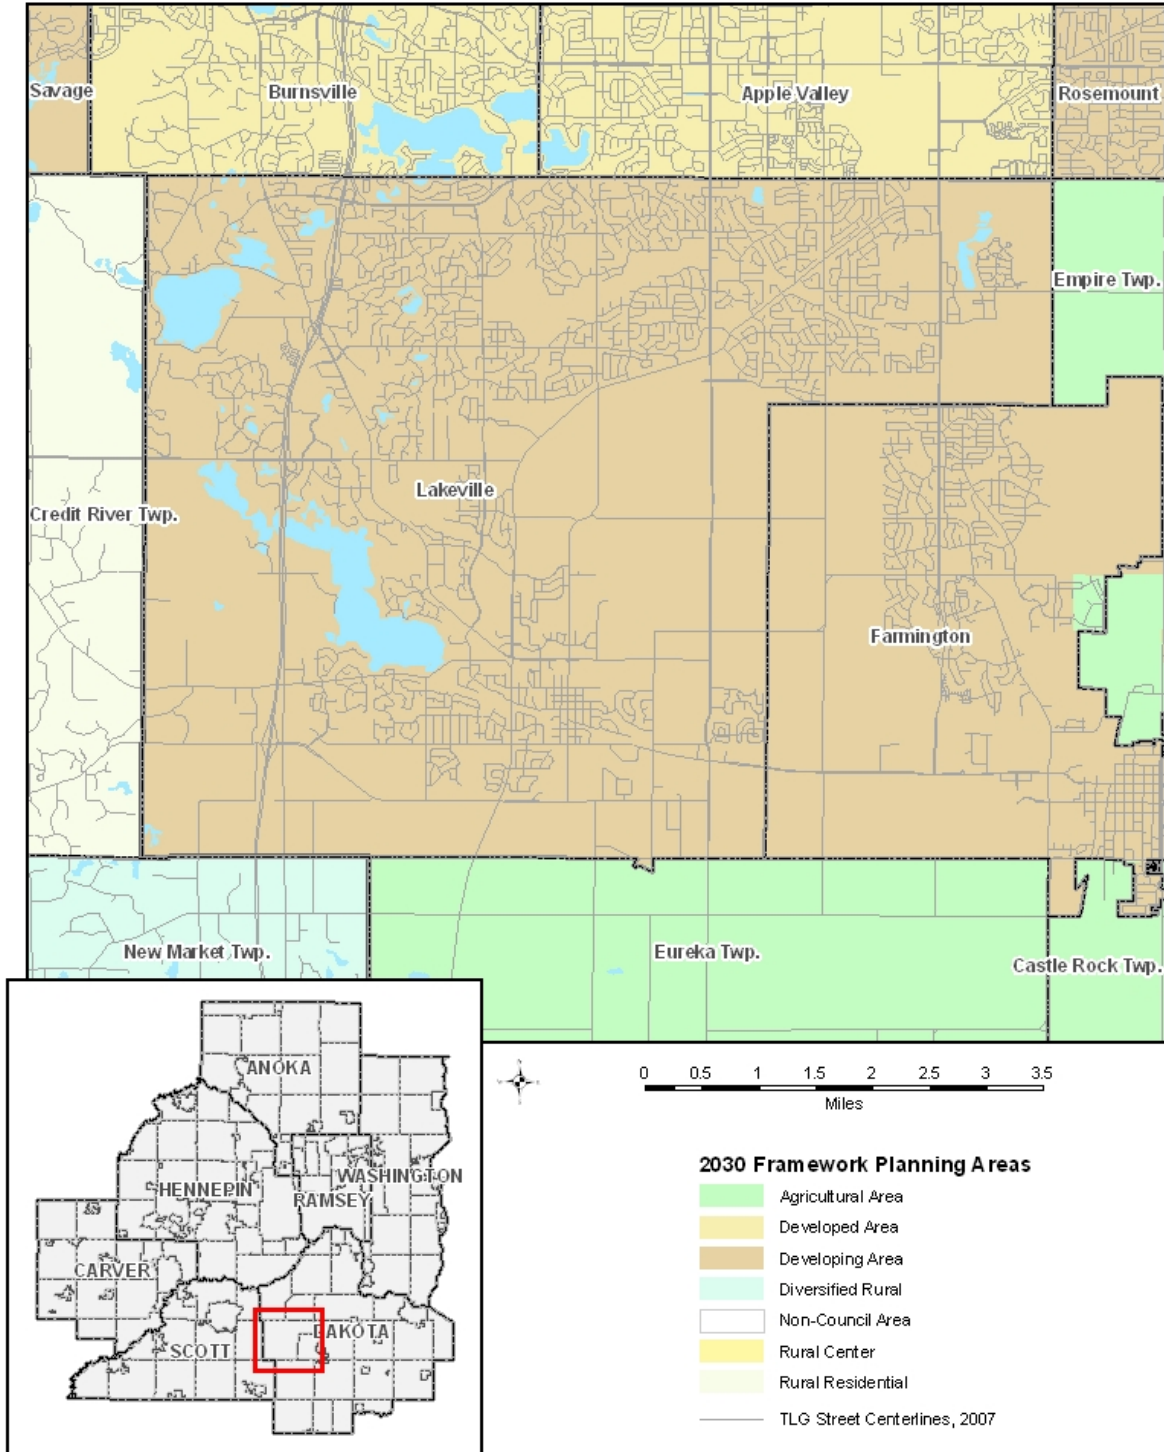 Savage
Burnsville
Apple Valley
Rosemount
Empire Twp.
Lakeville
Credit River Twp.
Farmington
New Market Twp.
Eureka Twp.
Castle Rock Twp.
ANOKA
WASHINGTON
HENNEPIN
RAMSEY
CARVER
DAKOTA
SCOTT
0 0.5 1 1.5 2 2.5 3 3.5
Miles
2030 Framework Planning Areas
Agricultural Area
Developed Area
Developing Area
Diversified Rural
Non-Council Area
Rural Center
Rural Residential
TLG Street Centerlines, 2007